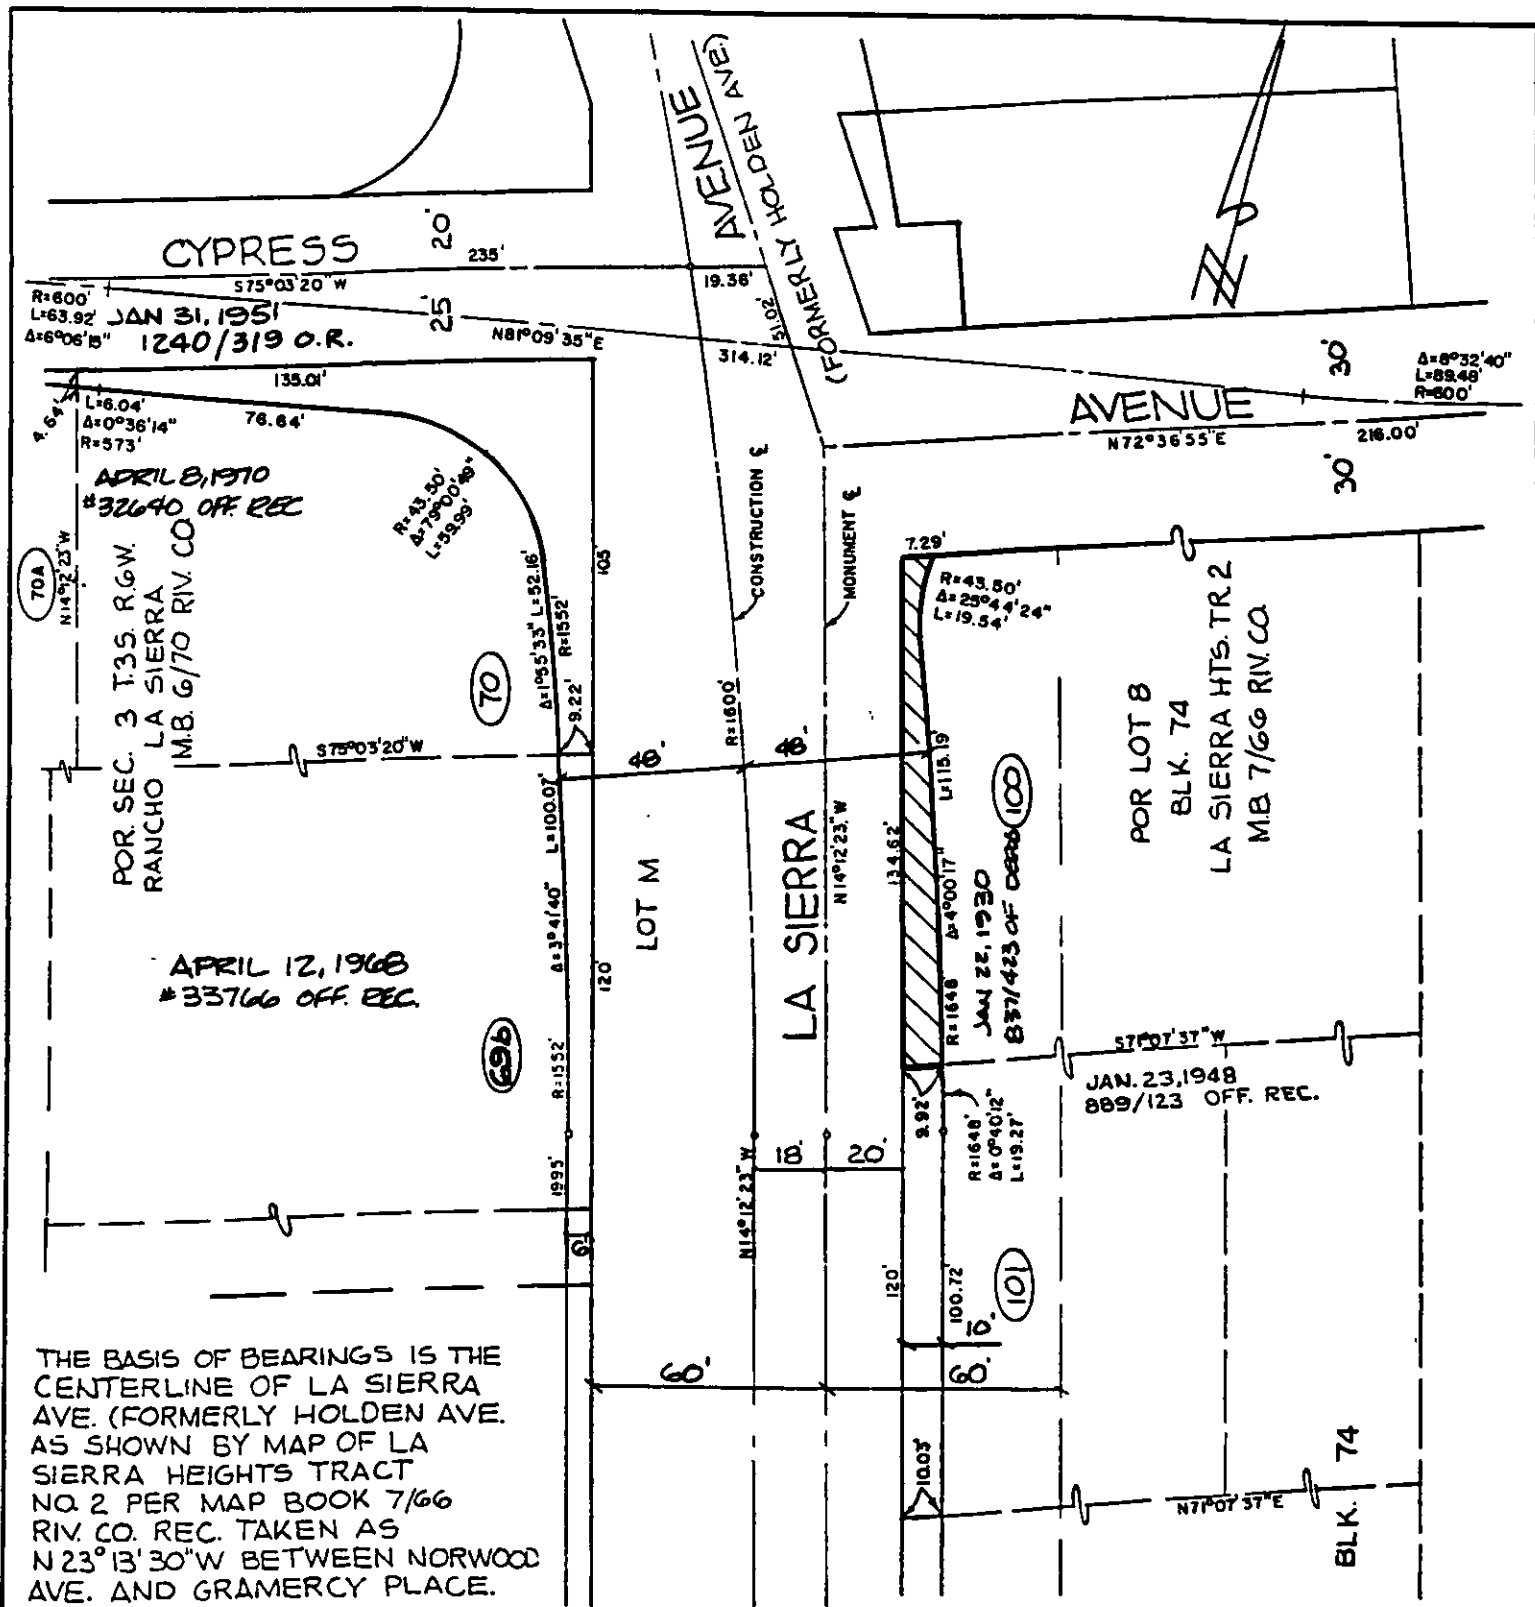 AVENUE
(FORMERLY HOLDEN AVE.)
CYPRESS
20'
235'
S75°03'20"W
19.36'
R=600'
L=63.92'
Δ=6°06'15"
JAN 31, 1951
1240/319 O.R.
25'
N81°09'35"E
51.02'
314.12'
30'
Δ=8°32'40"
L=89.48'
R=600'
135.01'
AVENUE
N72°36'55"E
216.00'
30'
4.64'
L=6.04'
Δ=0°36'14"
R=573'
76.64'
APRIL 8, 1970
#32640 OFF. REC
R=43.50'
Δ=79°00'49"
L=59.99'
CONSTRUCTION ℄
MONUMENT ℄
7.29'
R=43.50'
Δ=25°44'24"
L=19.54'
70A
N14°12'23"W
POR. SEC. 3 T.3S. R.6W.
RANCHO LA SIERRA
M.B. 6/70 RIV. CO.
105
Δ=1°55'33" L=52.16'
R=1552'
9.22'
70
S75°03'20"W
R=1600'
48'
48'
L=115.19'
100
POR LOT 8
BLK. 74
LA SIERRA HTS. TR. 2
M.B. 7/66 RIV. CO.
L=100.07'
Δ=3°41'40"
R=1552'
LOT M
LA SIERRA
N14°12'23"W
134.62'
Δ=4°00'17"
R=1648'
JAN 22, 1930
837/423 OF DEEDS
APRIL 12, 1968
#33766 OFF. REC.
120'
S71°07'37"W
JAN. 23, 1948
889/123 OFF. REC.
9.92'
R=1648'
Δ=0°40'12"
L=19.27'
18'
20'
19.95'
N14°12'23"W
6'
120'
100.72'
101
10'
60'
60'
10.03'
N71°07'37"E
BLK. 74
THE BASIS OF BEARINGS IS THE
CENTERLINE OF LA SIERRA
AVE. (FORMERLY HOLDEN AVE.
AS SHOWN BY MAP OF LA
SIERRA HEIGHTS TRACT
NO. 2 PER MAP BOOK 7/66
RIV. CO. REC. TAKEN AS
N 23°13'30"W BETWEEN NORWOOD
AVE. AND GRAMERCY PLACE.